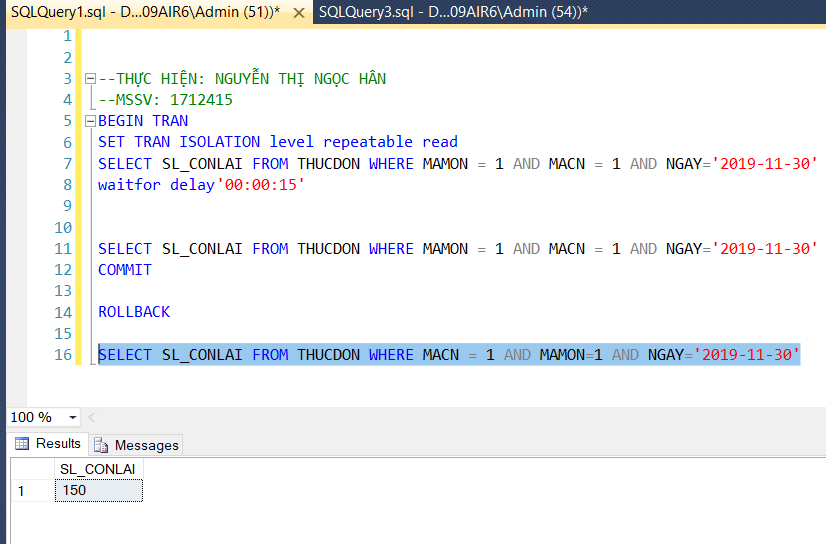 SQLQuery1.sql - D...09AIR6\Admin (51))* SQLQuery3.sql - D...09AIR6\Admin (54))*
1
2
3 --THỰC HIỆN: NGUYỄN THỊ NGỌC HÂN
4 --MSSV: 1712415
5 BEGIN TRAN
6 SET TRAN ISOLATION level repeatable read
7 SELECT SL_CONLAI FROM THUCDON WHERE MAMON = 1 AND MACN = 1 AND NGAY='2019-11-30'
8 waitfor delay'00:00:15'
9
10
11 SELECT SL_CONLAI FROM THUCDON WHERE MAMON = 1 AND MACN = 1 AND NGAY='2019-11-30'
12 COMMIT
13
14 ROLLBACK
15
16 SELECT SL_CONLAI FROM THUCDON WHERE MACN = 1 AND MAMON=1 AND NGAY='2019-11-30'
100 %
Results Messages
SL_CONLAI
1 150